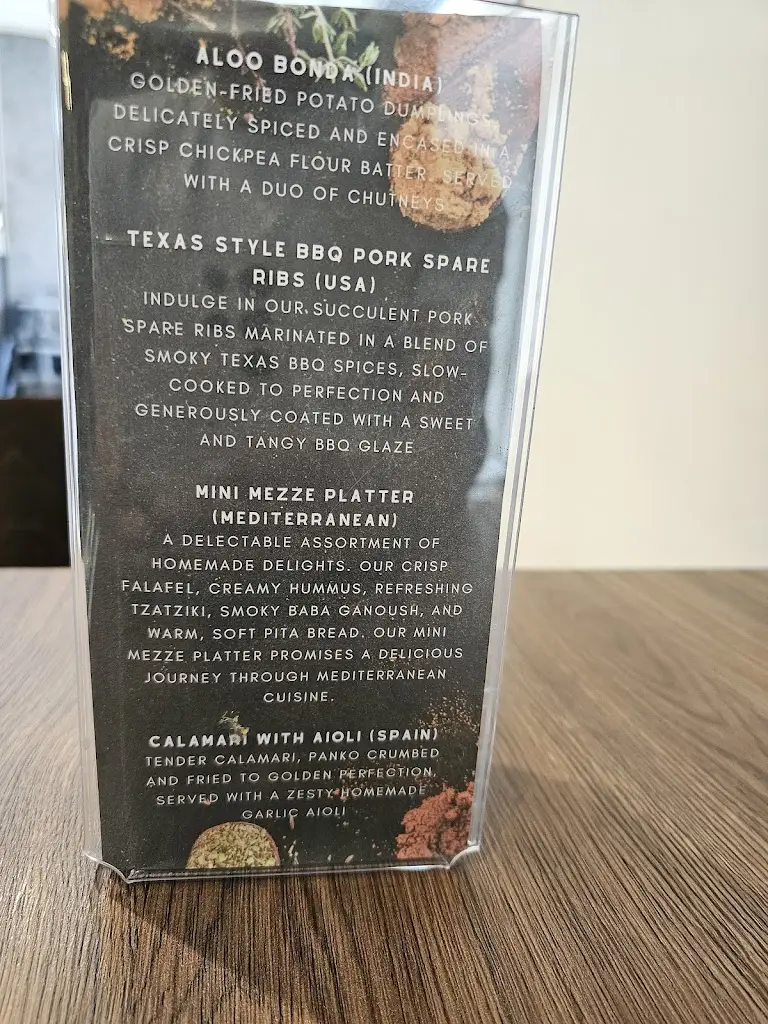 ALOO BONDA (INDIA)
GOLDEN-FRIED POTATO DUMPLINGS
DELICATELY SPICED AND ENCASED IN A
CRISP CHICKPEA FLOUR BATTER, SERVED
WITH A DUO OF CHUTNEYS
TEXAS STYLE BBQ PORK SPARE
RIBS (USA)
INDULGE IN OUR SUCCULENT PORK
SPARE RIBS MARINATED IN A BLEND OF
SMOKY TEXAS BBQ SPICES, SLOW-
COOKED TO PERFECTION AND
GENEROUSLY COATED WITH A SWEET
AND TANGY BBQ GLAZE
MINI MEZZE PLATTER
(MEDITERRANEAN)
A DELECTABLE ASSORTMENT OF
HOMEMADE DELIGHTS. OUR CRISP
FALAFEL, CREAMY HUMMUS, REFRESHING
TZATZIKI, SMOKY BABA GANOUSH, AND
WARM, SOFT PITA BREAD. OUR MINI
MEZZE PLATTER PROMISES A DELICIOUS
JOURNEY THROUGH MEDITERRANEAN
CUISINE.
CALAMARI WITH AIOLI (SPAIN)
TENDER CALAMARI, PANKO CRUMBED
AND FRIED TO GOLDEN PERFECTION,
SERVED WITH A ZESTY HOMEMADE
GARLIC AIOLI